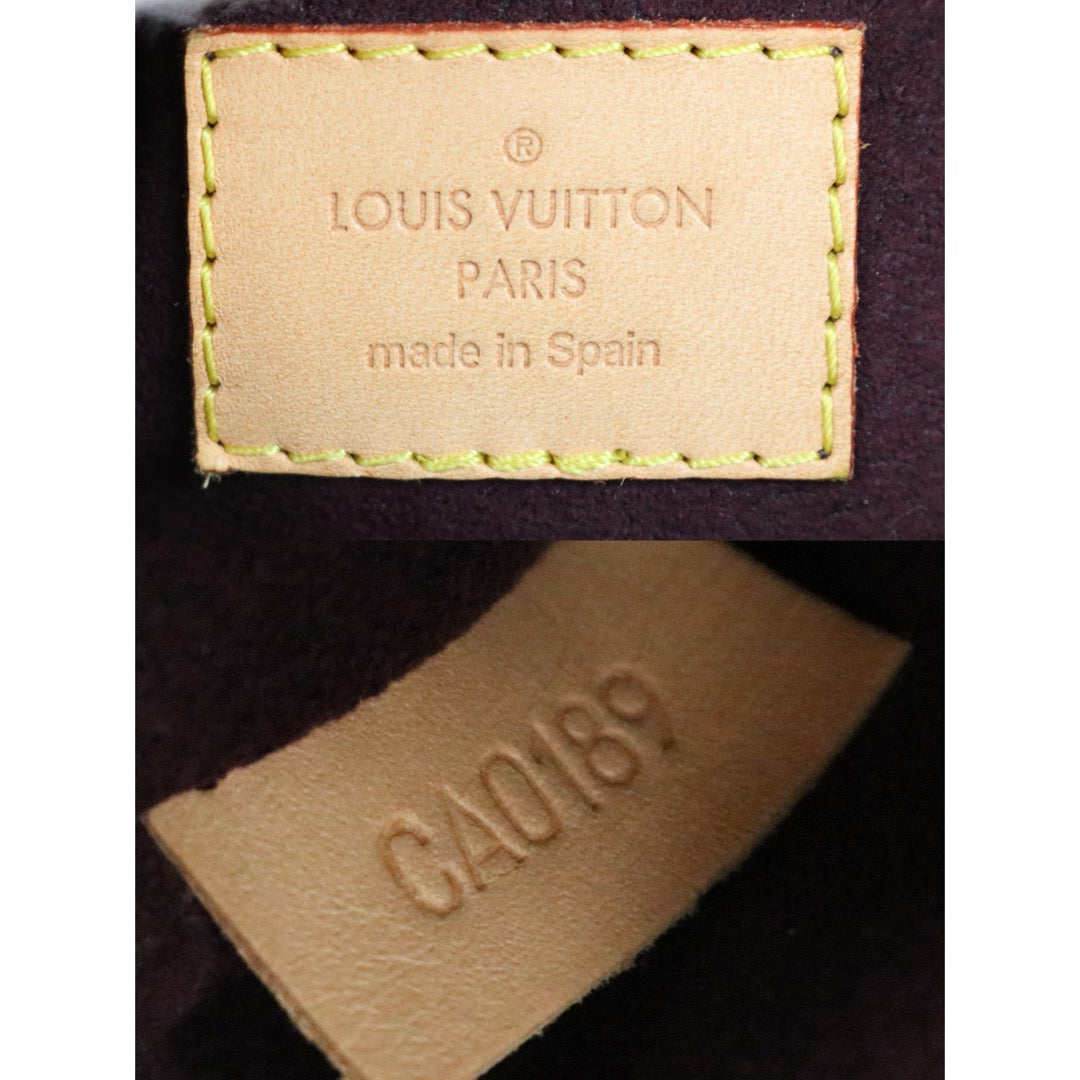 ®
LOUIS VUITTON
PARIS
made in Spain
CA0189